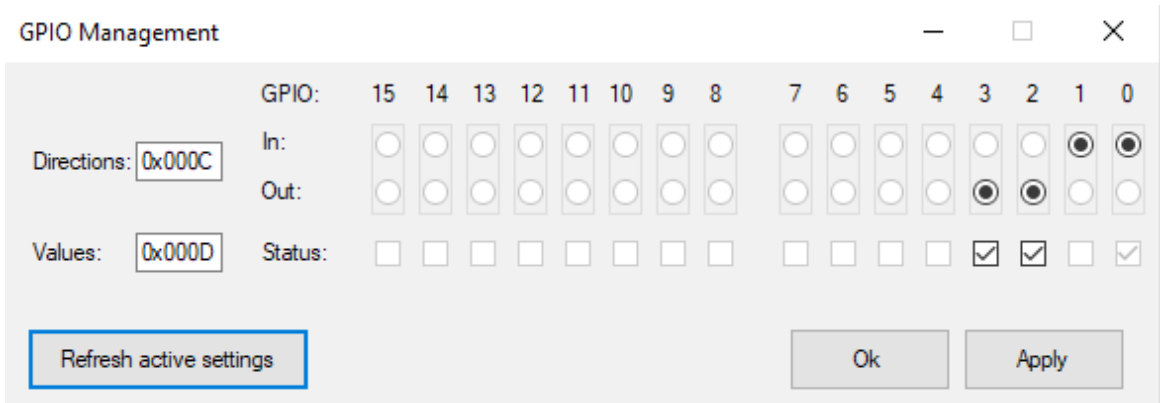 GPIO Management
GPIO: 15 14 13 12 11 10 9 8 7 6 5 4 3 2 1 0
In:
Directions: 0x000C
Out:
Values: 0x000D Status:
Refresh active settings Ok Apply